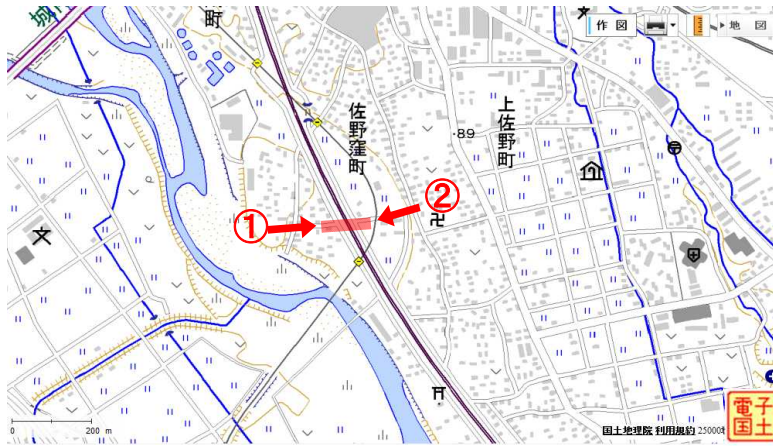 作図
地図
佐野窪町
上佐野町
・89
①
②
0 200 m
国土地理院 利用規約 25000
電子
国土